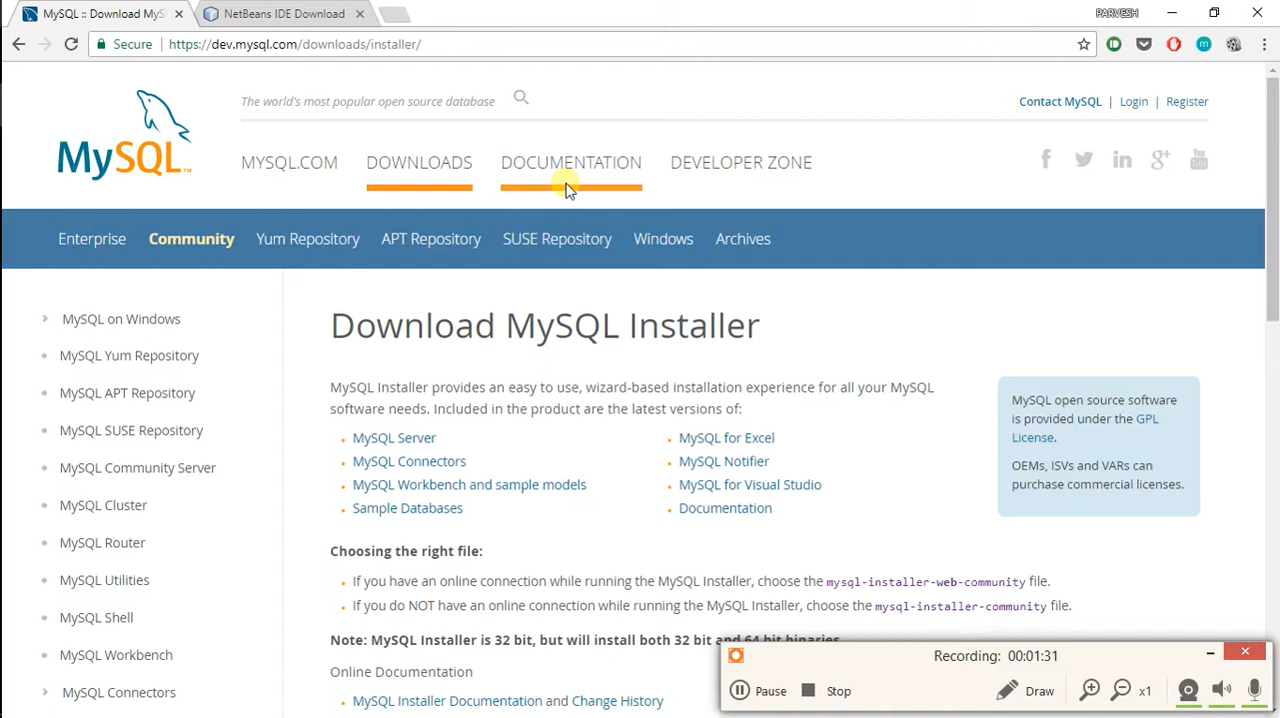 MySQL :: Download MyS
NetBeans IDE Download
PARVESH
Secure
https://dev.mysql.com/downloads/installer/
The world's most popular open source database
Contact MySQL | Login | Register
MySQL
MYSQL.COM DOWNLOADS DOCUMENTATION DEVELOPER ZONE
Enterprise Community Yum Repository APT Repository SUSE Repository Windows Archives
MySQL on Windows
MySQL Yum Repository
MySQL APT Repository
MySQL SUSE Repository
MySQL Community Server
MySQL Cluster
MySQL Router
MySQL Utilities
MySQL Shell
MySQL Workbench
MySQL Connectors
Download MySQL Installer
MySQL Installer provides an easy to use, wizard-based installation experience for all your MySQL
software needs. Included in the product are the latest versions of:
MySQL Server
MySQL Connectors
MySQL Workbench and sample models
Sample Databases
MySQL for Excel
MySQL Notifier
MySQL for Visual Studio
Documentation
MySQL open source software
is provided under the GPL
License.
OEMs, ISVs and VARs can
purchase commercial licenses.
Choosing the right file:
If you have an online connection while running the MySQL Installer, choose the mysql-installer-web-community file.
If you do NOT have an online connection while running the MySQL Installer, choose the mysql-installer-community file.
Note: MySQL Installer is 32 bit, but will install both 32 bit and 64 bit binaries.
Online Documentation
MySQL Installer Documentation and Change History
Recording: 00:01:31
Pause Stop Draw x1